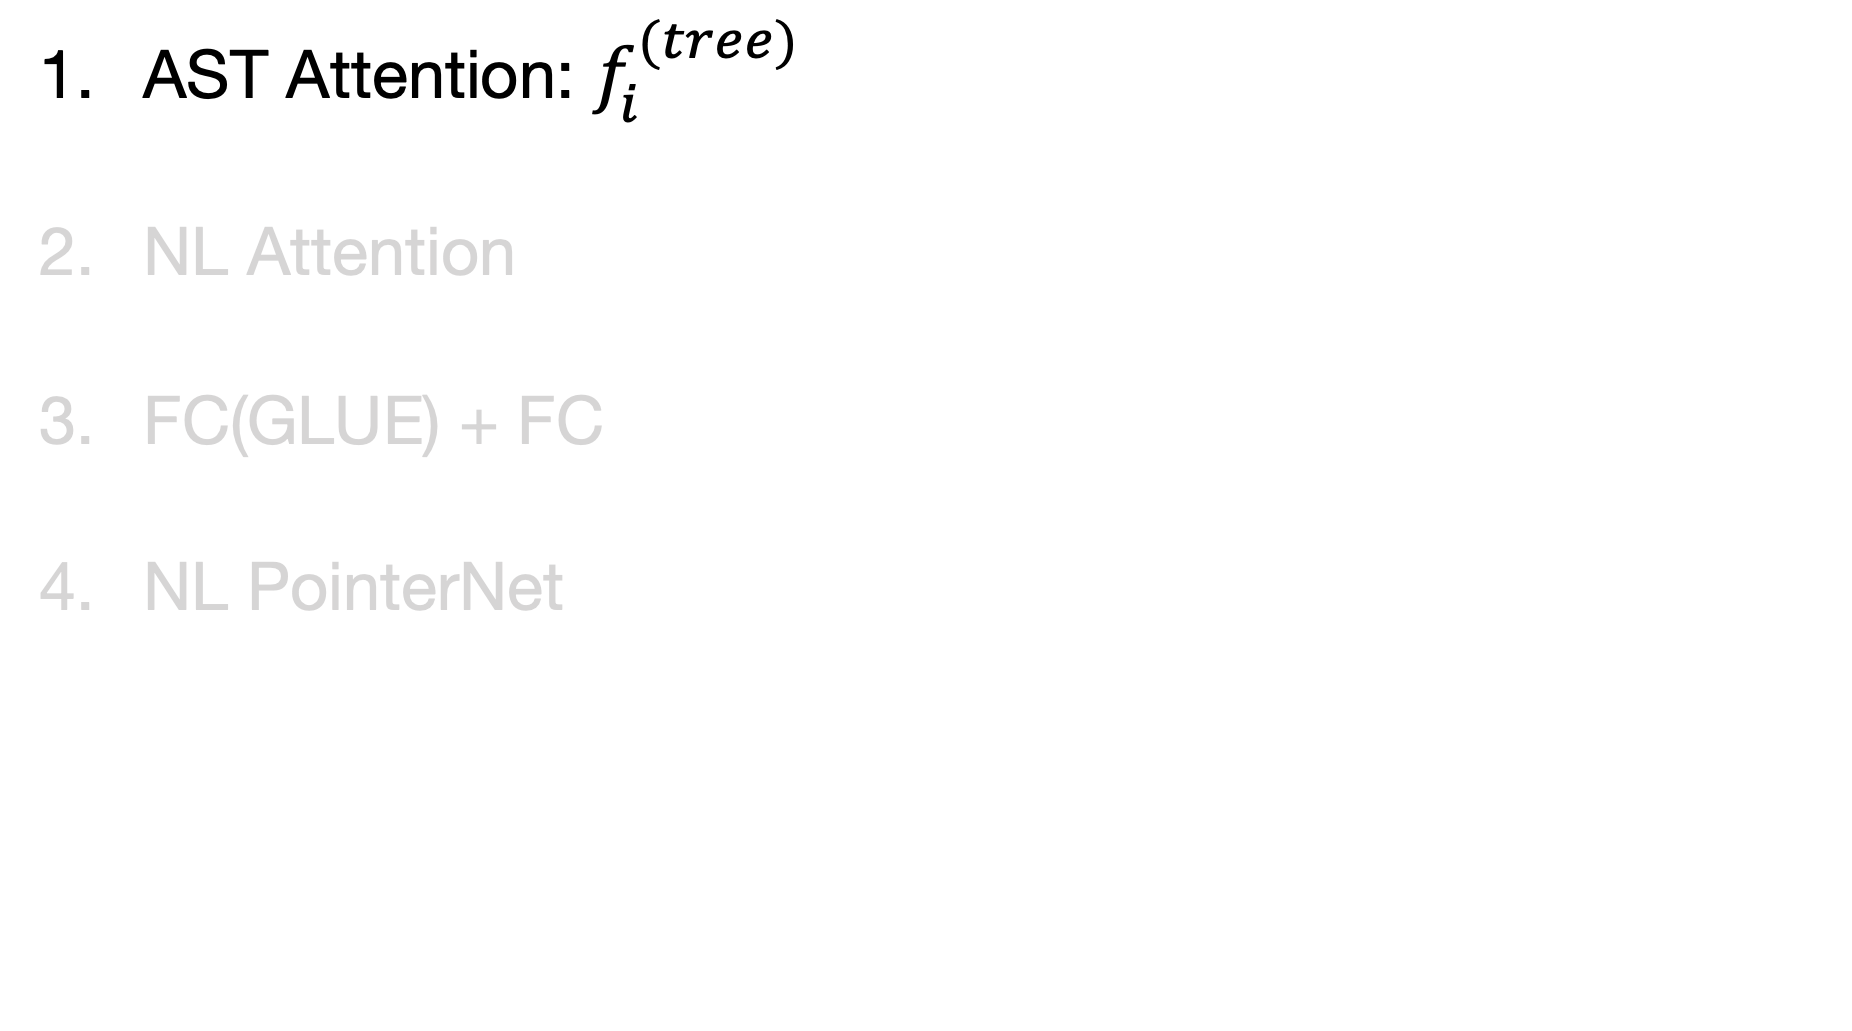 1. AST Attention: f_i^{(tree)}
2. NL Attention
3. FC(GLUE) + FC
4. NL PointerNet